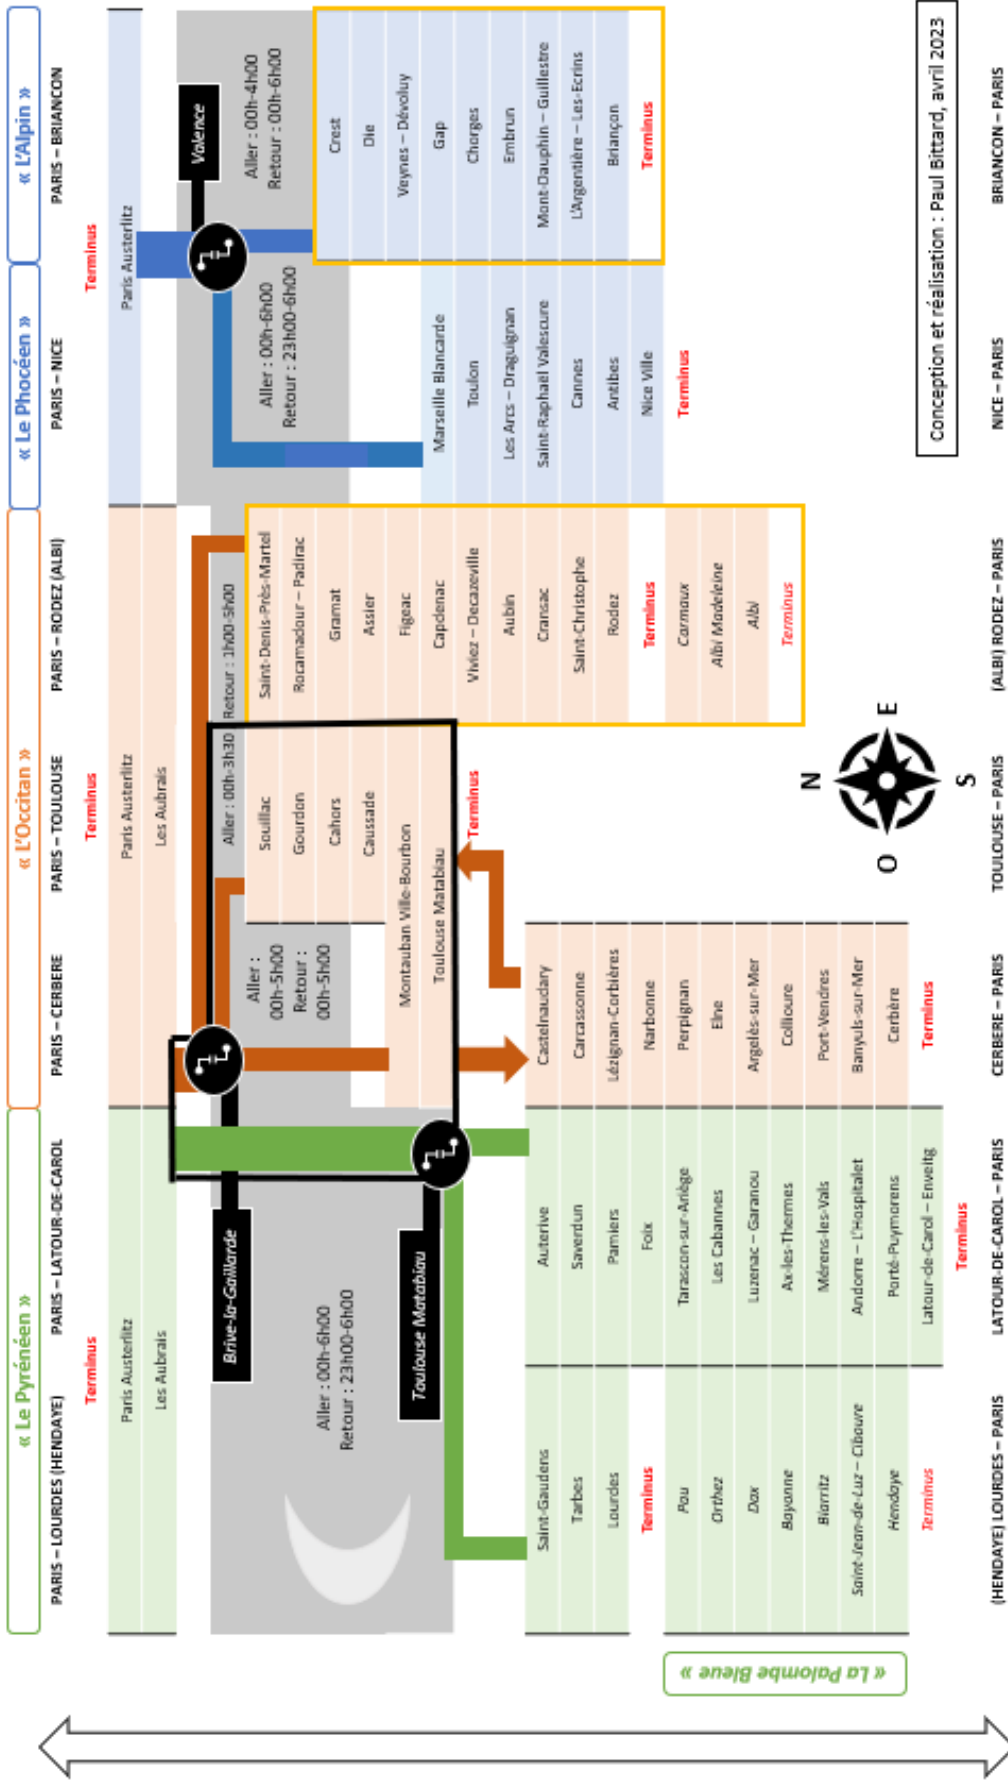 « Le Pyrénéen »
« L'Occitan »
« Le Phocéen »
« L'Alpin »
PARIS – LOURDES (HENDAYE)
PARIS – LATOUR-DE-CAROL
PARIS – CERBERE
PARIS – TOULOUSE
PARIS – RODEZ (ALBI)
PARIS – NICE
PARIS – BRIANCON
Terminus
Terminus
Terminus
Paris Austerlitz
Paris Austerlitz
Paris Austerlitz
Les Aubrais
Les Aubrais
Valence
Brive-la-Gaillarde
Toulouse Matabiau
Aller : 00h-6h00
Retour : 23h00-6h00
Aller :
00h-5h00
Retour :
00h-5h00
Aller : 00h-3h30
Retour : 1h00-5h00
Aller : 00h-6h00
Retour : 23h00-6h00
Aller : 00h-4h00
Retour : 00h-6h00
Saint-Gaudens
Tarbes
Lourdes
Terminus
Pau
Orthez
Dax
Bayonne
Biarritz
Saint-Jean-de-Luz – Ciboure
Hendaye
Terminus
« La Palombe Bleue »
Auterive
Saverdun
Pamiers
Foix
Tarascon-sur-Ariège
Les Cabannes
Luzenac – Garanou
Ax-les-Thermes
Mérens-les-Vals
Andorre – L'Hospitalet
Porté-Puymorens
Latour-de-Carol – Enveitg
Terminus
Souillac
Gourdon
Cahors
Caussade
Montauban Ville-Bourbon
Toulouse Matabiau
Terminus
Castelnaudary
Carcassonne
Lézignan-Corbières
Narbonne
Perpignan
Elne
Argelès-sur-Mer
Collioure
Port-Vendres
Banyuls-sur-Mer
Cerbère
Terminus
Saint-Denis-Près-Martel
Rocamadour – Padirac
Gramat
Assier
Figeac
Capdenac
Viviez – Decazeville
Aubin
Cransac
Saint-Christophe
Rodez
Terminus
Carmaux
Albi Madeleine
Albi
Terminus
Marseille Blancarde
Toulon
Les Arcs – Draguignan
Saint-Raphaël Valescure
Cannes
Antibes
Nice Ville
Terminus
Crest
Die
Veynes – Dévoluy
Gap
Chorges
Embrun
Mont-Dauphin – Guillestre
L'Argentière – Les-Ecrins
Briançon
Terminus
N
O
E
S
Conception et réalisation : Paul Bittard, avril 2023
(HENDAYE) LOURDES – PARIS
LATOUR-DE-CAROL – PARIS
CERBERE – PARIS
TOULOUSE – PARIS
(ALBI) RODEZ – PARIS
NICE – PARIS
BRIANCON – PARIS